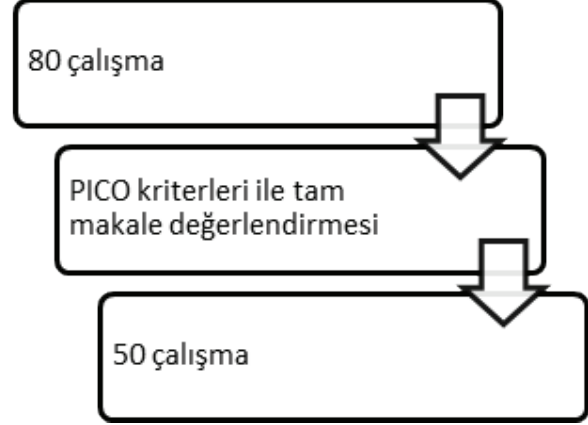 80 çalışma
PICO kriterleri ile tam
makale değerlendirmesi
50 çalışma